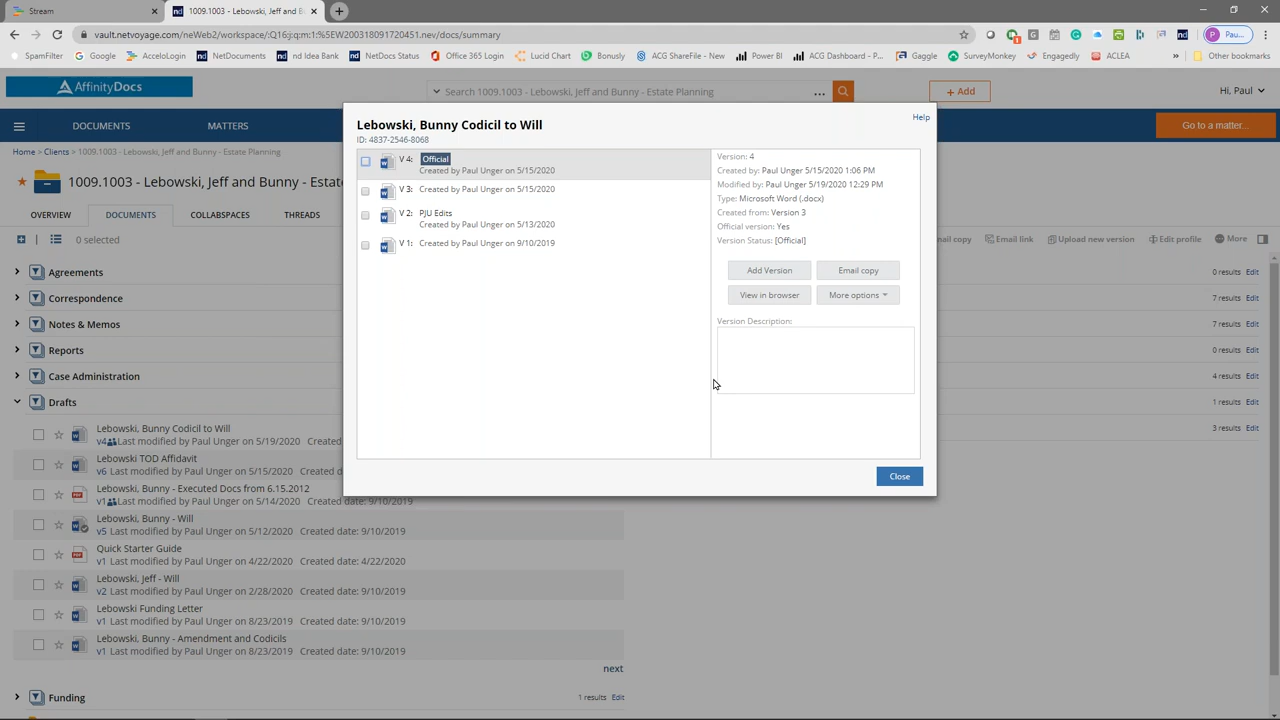 Stream
1009.1003 - Lebowski, Jeff and B
vault.netvoyage.com/neWeb2/workspace/:Q16:j:q:m:1:%5EW200318091720451.nev/docs/summary
Pau...
SpamFilter Google AcceloLogin NetDocuments nd Idea Bank NetDocs Status Office 365 Login Lucid Chart Bonusly ACG ShareFile - New Power BI ACG Dashboard - P... Gaggle SurveyMonkey Engagedly ACLEA » Other bookmarks
AffinityDocs
Search 1009.1003 - Lebowski, Jeff and Bunny - Estate Planning
...
+ Add
Hi, Paul
DOCUMENTS MATTERS
Go to a matter...
Home > Clients > 1009.1003 - Lebowski, Jeff and Bunny - Estate Planning
1009.1003 - Lebowski, Jeff and Bunny - Estate
OVERVIEW DOCUMENTS COLLABSPACES THREADS
0 selected
ail copy Email link Upload new version Edit profile More
Agreements 0 results Edit
Correspondence 7 results Edit
Notes & Memos 7 results Edit
Reports 0 results Edit
Case Administration 4 results Edit
Drafts 1 results Edit
3 results Edit
Lebowski, Bunny Codicil to Will
v4 Last modified by Paul Unger on 5/19/2020 Created
Lebowski TOD Affidavit
v6 Last modified by Paul Unger on 5/15/2020 Created d
Lebowski, Bunny - Executed Docs from 6.15.2012
v1 Last modified by Paul Unger on 5/14/2020 Created date: 9/10/2019
Lebowski, Bunny - Will
v5 Last modified by Paul Unger on 5/12/2020 Created date: 9/10/2019
Quick Starter Guide
v1 Last modified by Paul Unger on 4/22/2020 Created date: 4/22/2020
Lebowski, Jeff - Will
v2 Last modified by Paul Unger on 2/28/2020 Created date: 9/10/2019
Lebowski Funding Letter
v1 Last modified by Paul Unger on 8/23/2019 Created date: 9/10/2019
Lebowski, Bunny - Amendment and Codicils
v1 Last modified by Paul Unger on 8/23/2019 Created date: 9/10/2019
next
Funding 1 results Edit
Help
Lebowski, Bunny Codicil to Will
ID: 4837-2546-8068
V 4: Official
Created by Paul Unger on 5/15/2020
V 3: Created by Paul Unger on 5/15/2020
V 2: PJU Edits
Created by Paul Unger on 5/13/2020
V 1: Created by Paul Unger on 9/10/2019
Version: 4
Created by: Paul Unger 5/15/2020 1:06 PM
Modified by: Paul Unger 5/19/2020 12:29 PM
Type: Microsoft Word (.docx)
Created from: Version 3
Official version: Yes
Version Status: [Official]
Add Version Email copy
View in browser More options
Version Description:
Close